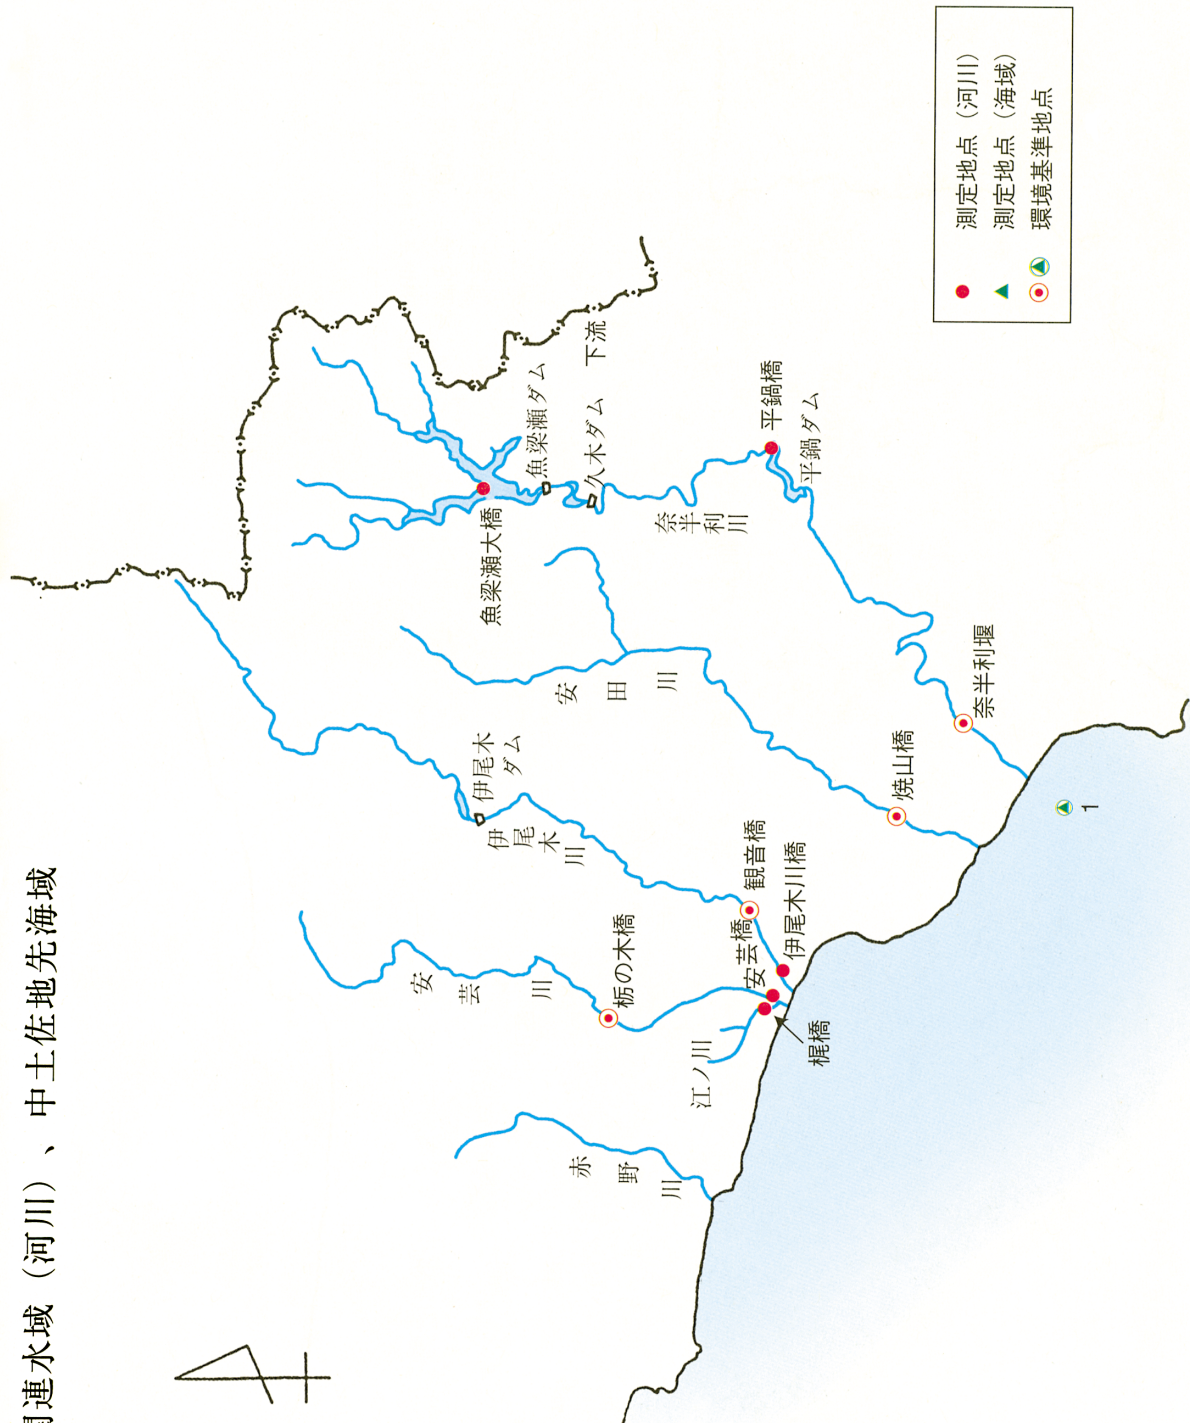 関連水域（河川）、中土佐地先海域
測定地点（河川）
測定地点（海域）
環境基準地点
魚梁瀬大橋
魚梁瀬ダム
久木ダム
下流
平鍋橋
平鍋ダム
奈半利川
奈半利堰
安田川
焼山橋
伊尾木ダム
伊尾木川
観音橋
伊尾木川橋
安芸橋
安芸川
栃の木橋
江ノ川
梶橋
赤野川
1